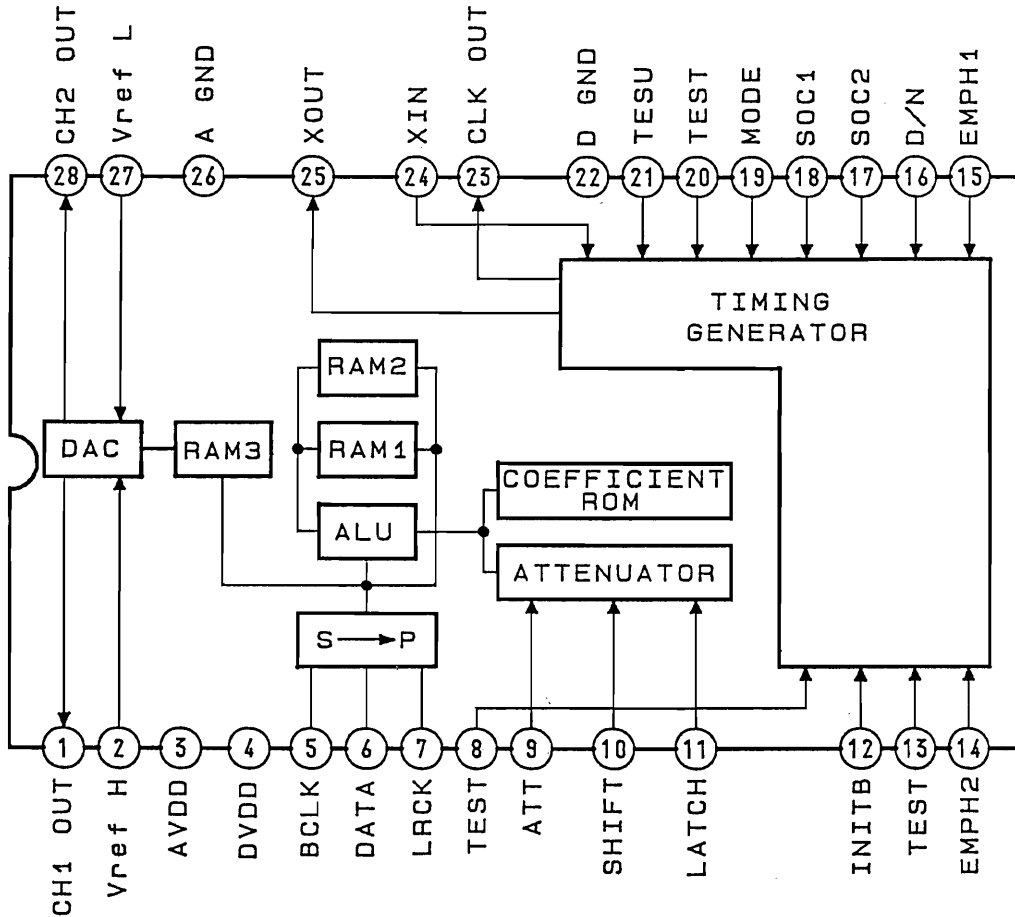 CH2 OUT
Vref L
A GND
XOUT
XIN
CLK OUT
D GND
TESU
TEST
MODE
SOC1
SOC2
D/N
EMPH1
28 27 26 25 24 23 22 21 20 19 18 17 16 15
TIMING
GENERATOR
RAM2
DAC
RAM3
RAM1
COEFFICIENT
ROM
ALU
ATTENUATOR
S P
1 2 3 4 5 6 7 8 9 10 11 12 13 14
CH1 OUT
Vref H
AVDD
DVDD
BCLK
DATA
LRCK
TEST
ATT
SHIFT
LATCH
INITB
TEST
EMPH2